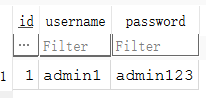 id username password
... Filter Filter
1 1 admin1 admin123